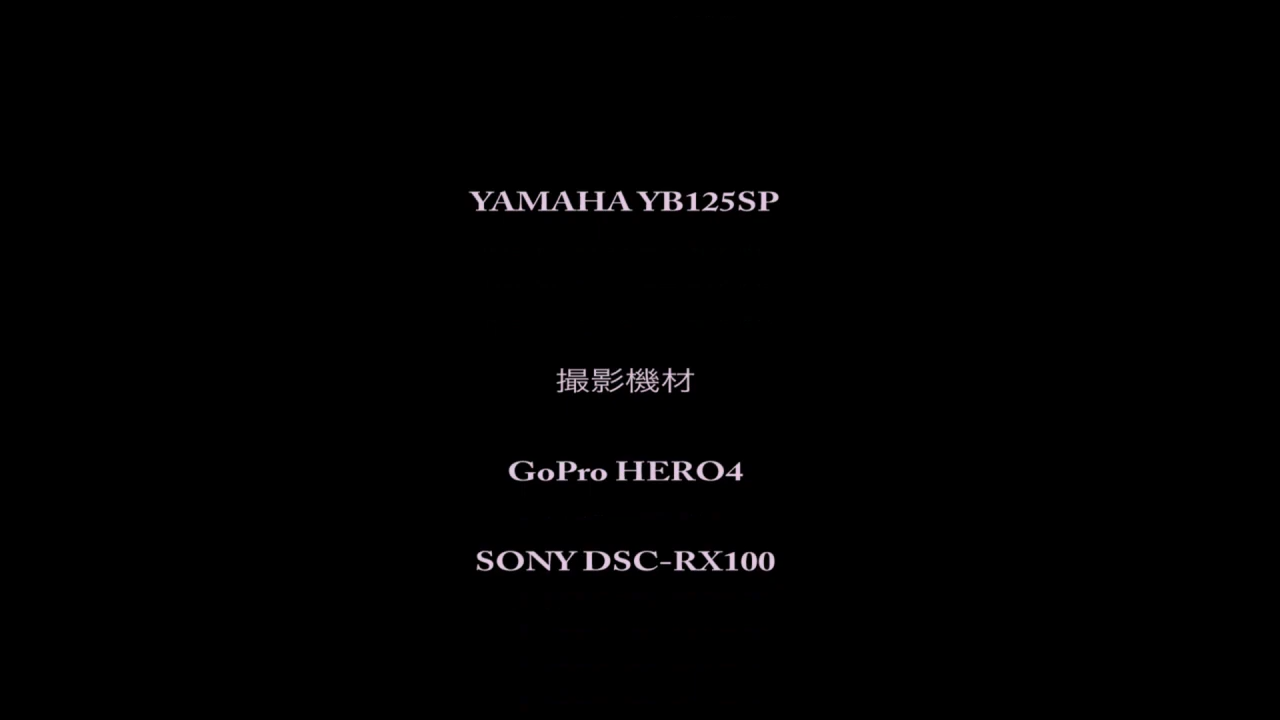 YAMAHA YB125SP
撮影機材
GoPro HERO4
SONY DSC-RX100